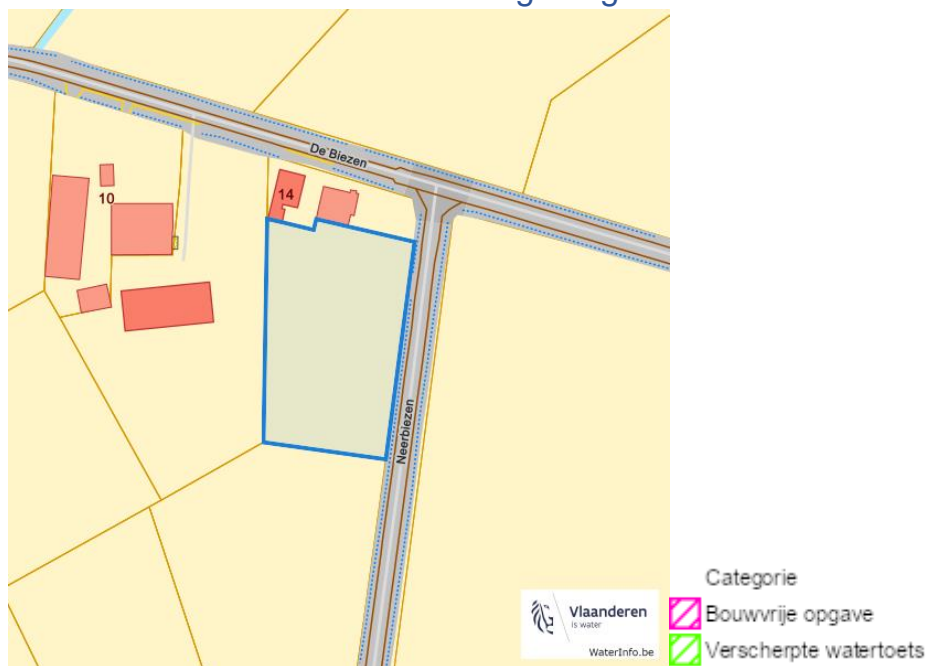 De Biezen
14
10
Neerbiezen
Vlaanderen
is water
WaterInfo.be
Categorie
Bouwvrije opgave
Verscherpte watertoets